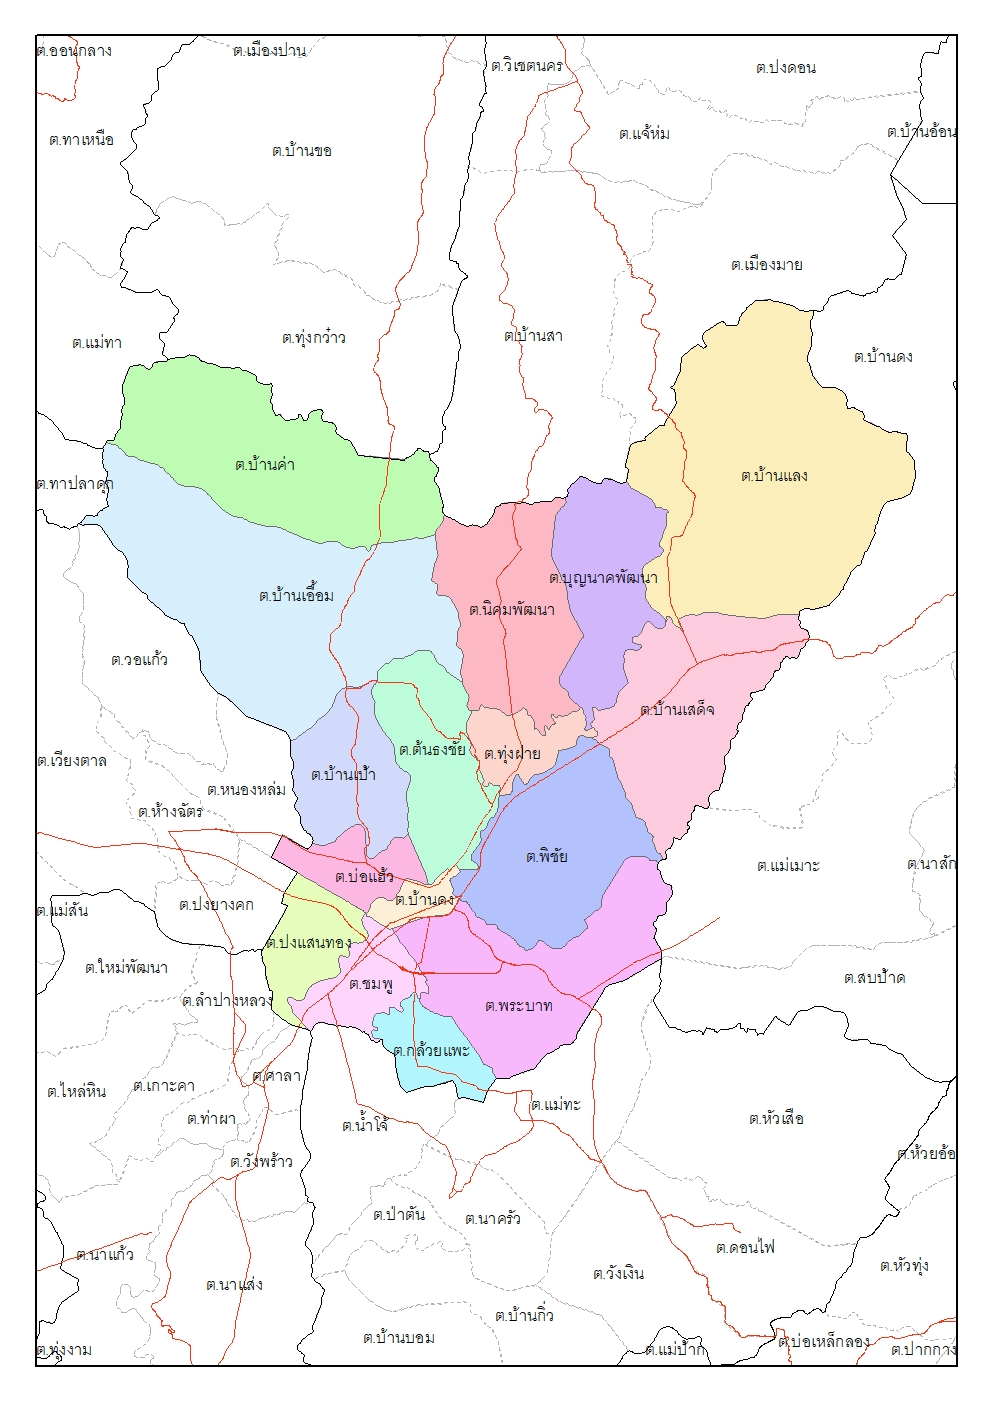 ต.ออนกลาง
ต.เมืองปาน
ต.วิเชตนคร
ต.ปงดอน
ต.ทาเหนือ
ต.บ้านขอ
ต.แจ้ห่ม
ต.บ้านอ้อน
ต.เมืองมาย
ต.แม่ทา
ต.ทุ่งกว๋าว
ต.บ้านสา
ต.บ้านดง
ต.ทาปลาดุก
ต.บ้านค่า
ต.บ้านแลง
ต.บุญนาคพัฒนา
ต.บ้านเอื้อม
ต.นิคมพัฒนา
ต.วอแก้ว
ต.บ้านเสด็จ
ต.เวียงตาล
ต.ต้นธงชัย
ต.ทุ่งฝาย
ต.บ้านเป้า
ต.หนองหล่ม
ต.ห้างฉัตร
ต.พิชัย
ต.แม่เมาะ
ต.นาสัก
ต.บ่อแฮ้ว
ต.แม่สัน
ต.ปงยางคก
ต.บ้านดง
ต.ปงแสนทอง
ต.ใหม่พัฒนา
ต.ลำปางหลวง
ต.ชมพู
ต.พระบาท
ต.สบป้าด
ต.กล้วยแพะ
ต.ไหล่หิน
ต.เกาะคา
ต.ศาลา
ต.ท่าผา
ต.น้ำโจ้
ต.แม่ทะ
ต.หัวเสือ
ต.วังพร้าว
ต.ห้วยอ้อ
ต.ป่าตัน
ต.นาครัว
ต.นาแก้ว
ต.นาแส่ง
ต.วังเงิน
ต.ดอนไฟ
ต.หัวทุ่ง
ต.บ้านกิ่ว
ต.ทุ่งงาม
ต.บ้านบอม
ต.แม่ป้าก
ต.บ่อเหล็กลอง
ต.ปากกาง